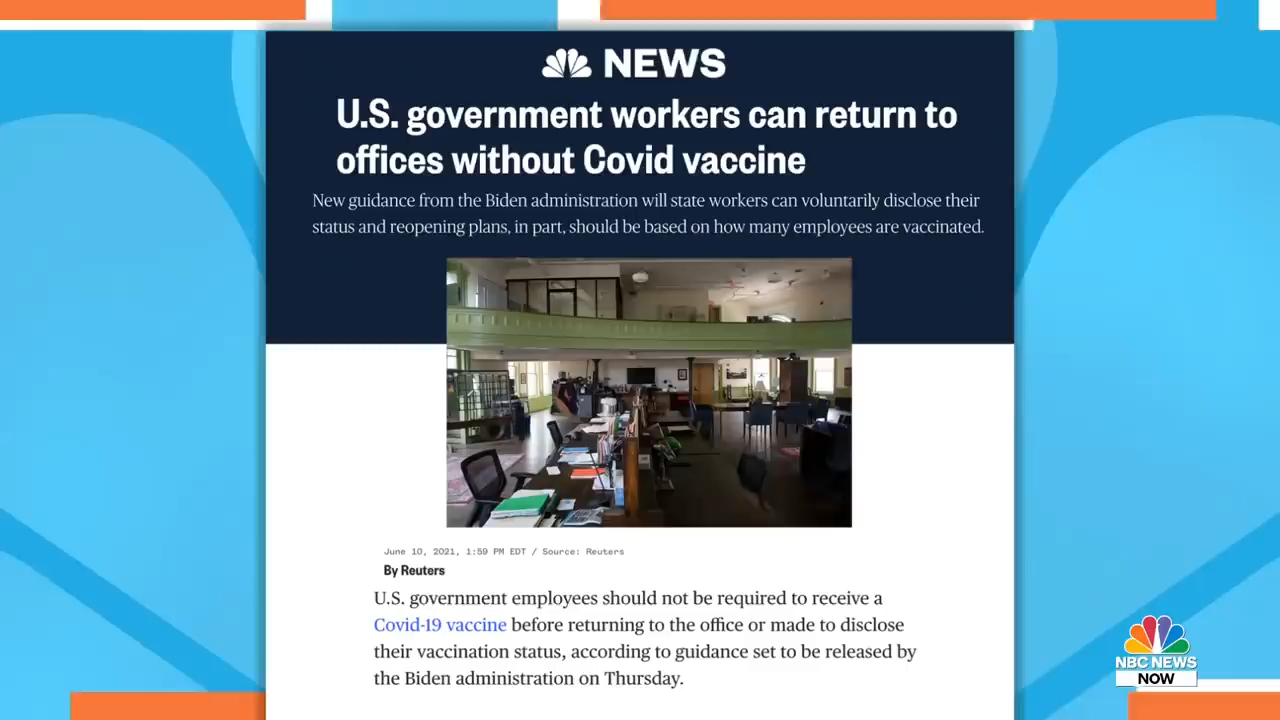 NEWS
U.S. government workers can return to
offices without Covid vaccine
New guidance from the Biden administration will state workers can voluntarily disclose their
status and reopening plans, in part, should be based on how many employees are vaccinated.
June 10, 2021, 1:59 PM EDT / Source: Reuters
By Reuters
U.S. government employees should not be required to receive a
Covid-19 vaccine before returning to the office or made to disclose
their vaccination status, according to guidance set to be released by
the Biden administration on Thursday.
NBC NEWS
NOW